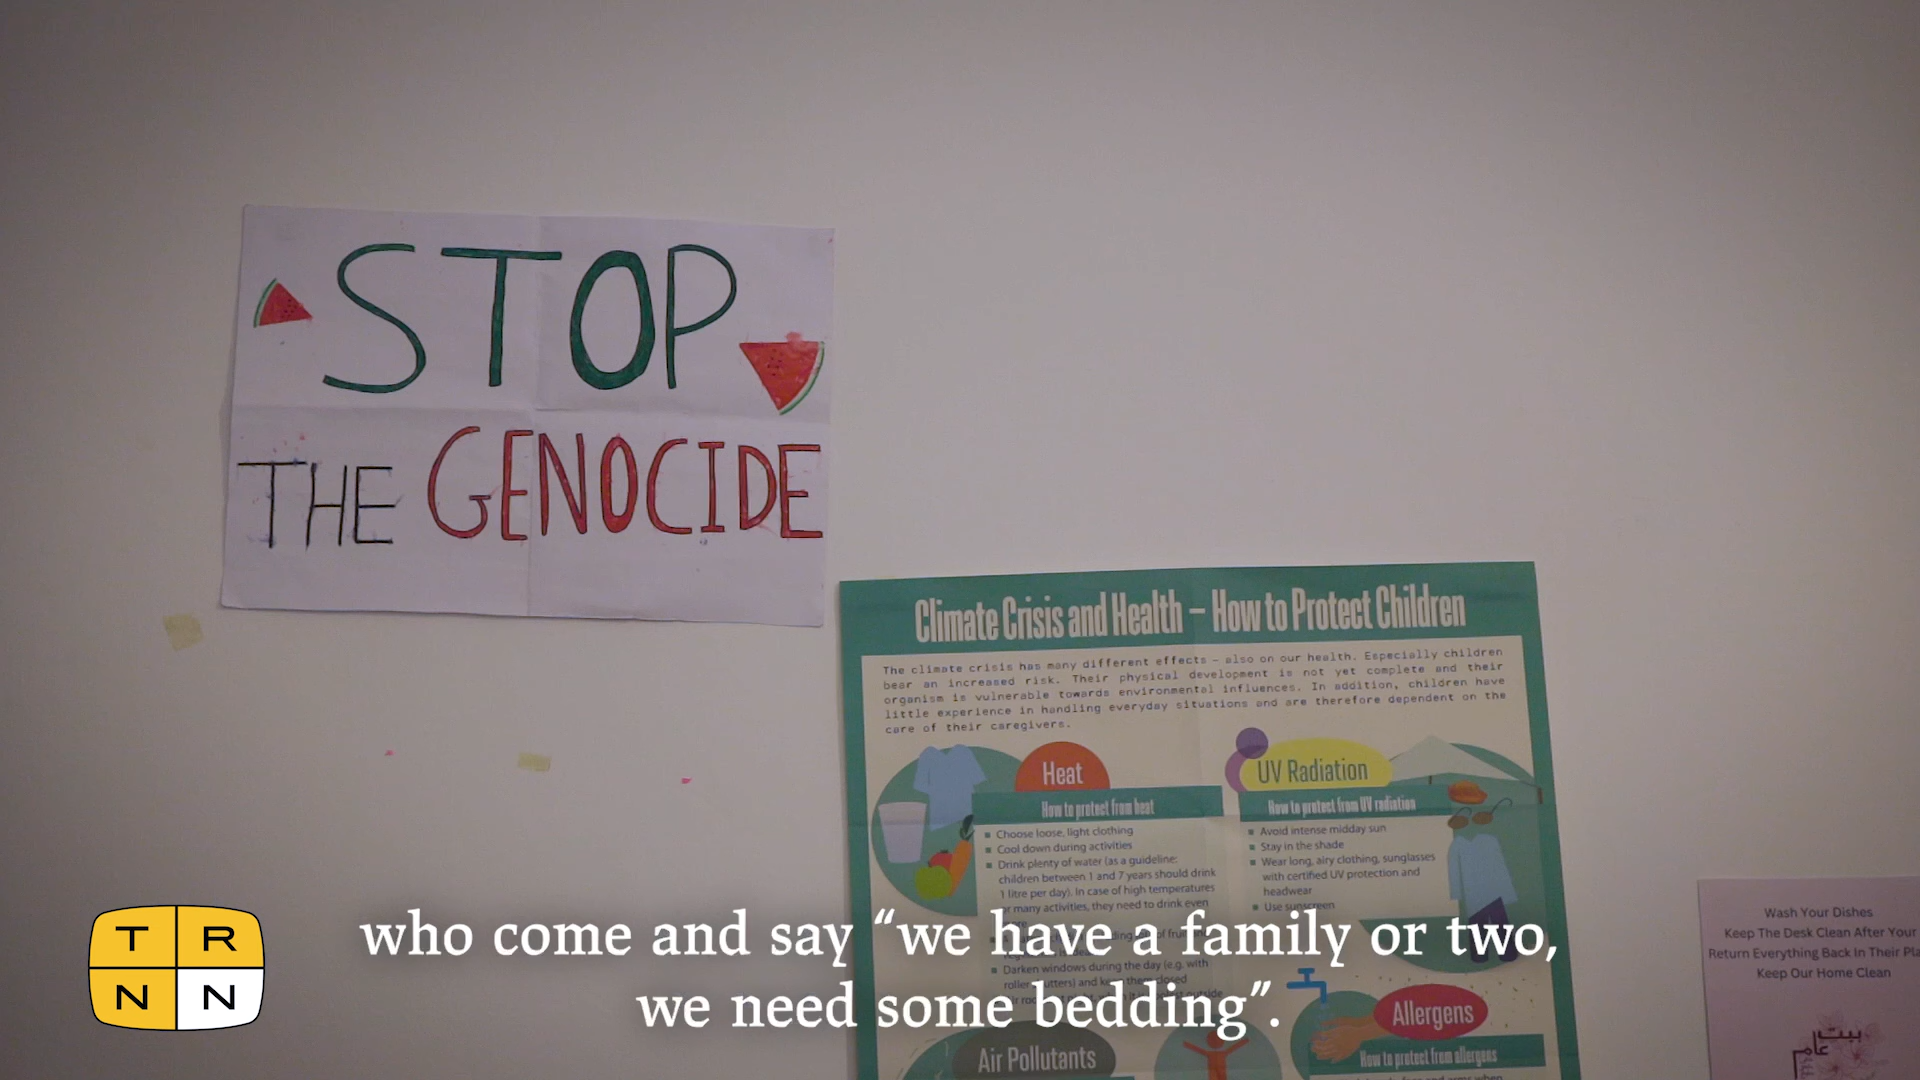 STOP
THE GENOCIDE
Climate Crisis and Health – How to Protect Children
The climate crisis has many different effects – also on our health. Especially children
bear an increased risk. Their physical development is not yet complete and their
organism is vulnerable towards environmental influences. In addition, children have
little experience in handling everyday situations and are therefore dependent on the
care of their caregivers.
Heat
How to protect from heat
Choose loose, light clothing
Cool down during activities
Drink plenty of water (as a guideline:
children between 1 and 7 years should drink
1 litre per day). In case of high temperatures
or many activities, they need to drink even
Darken windows during the day (e.g. with
UV Radiation
How to protect from UV radiation
Avoid intense midday sun
Stay in the shade
Wear long, airy clothing, sunglasses
with certified UV protection and
headwear
Use sunscreen
Air Pollutants
Allergens
How to protect from allergens
Wash Your Dishes
Keep The Desk Clean After Your
Return Everything Back In Their
Keep Our Home Clean
بيت
عام
T R
N N
who come and say “we have a family or two,
we need some bedding”.